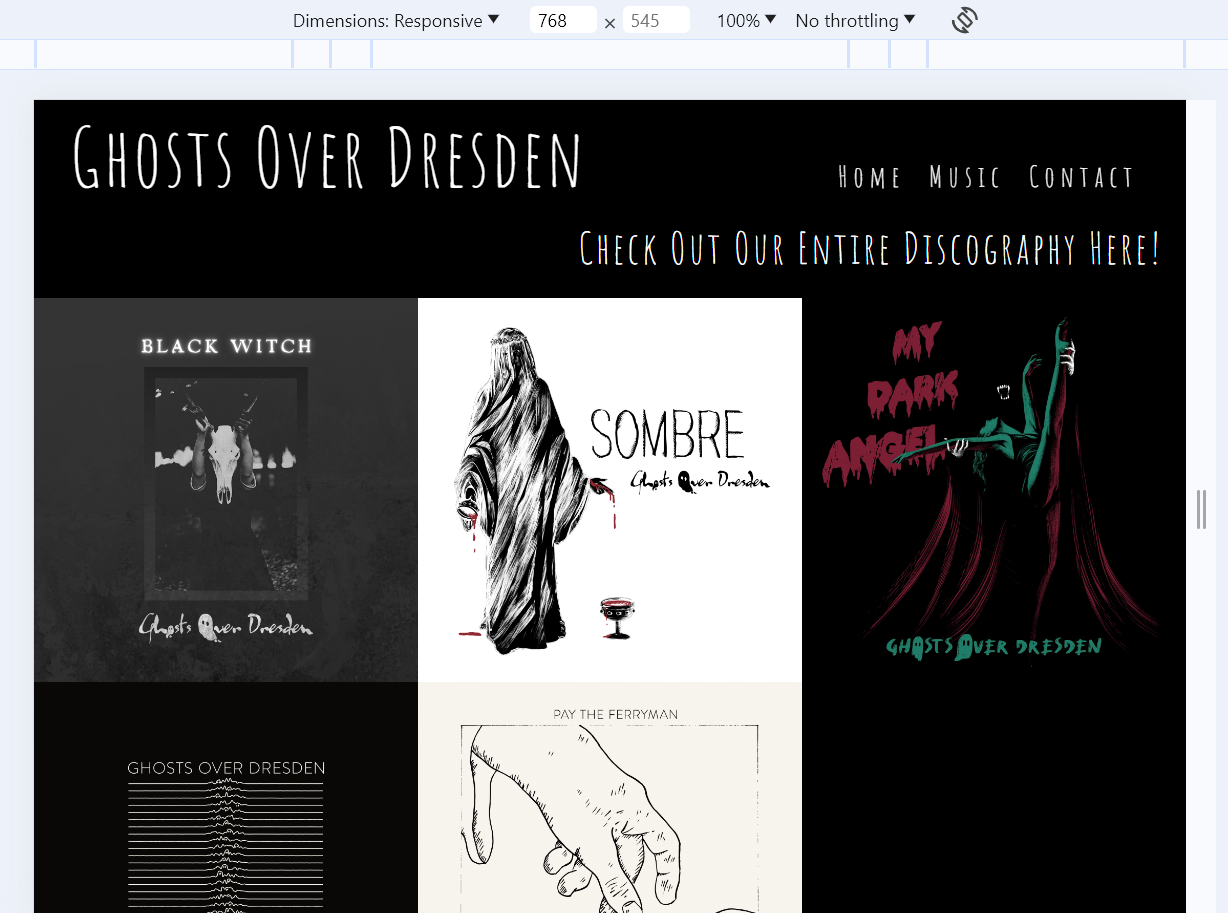 Dimensions: Responsive ▼ 768 × 545 100% ▼ No throttling ▼
Ghosts Over Dresden
Home Music Contact
Check Out Our Entire Discography Here!
BLACK WITCH
Ghosts Over Dresden
SOMBRE
Ghosts Over Dresden
MY
DARK
ANGEL
GHOSTS OVER DRESDEN
GHOSTS OVER DRESDEN
PAY THE FERRYMAN